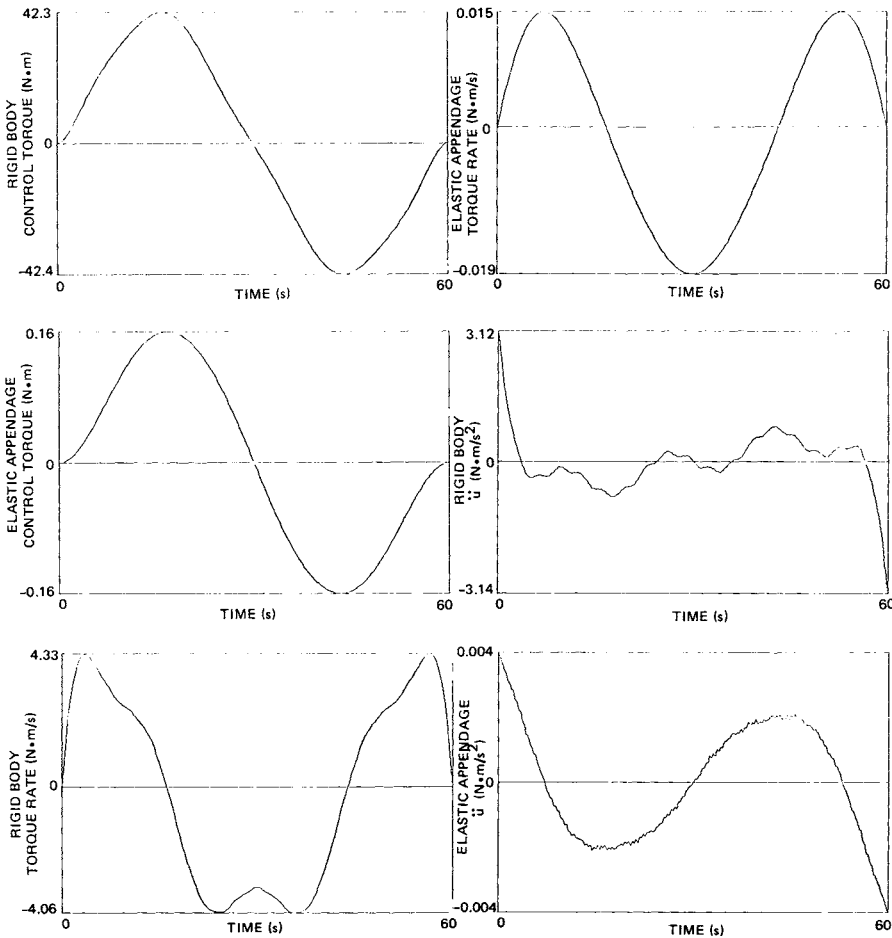 42.3
RIGID BODY
CONTROL TORQUE (N•m)
0
-42.4
0
60
TIME (s)
0.015
ELASTIC APPENDAGE
TORQUE RATE (N•m/s)
0
-0.019
0
60
TIME (s)
0.16
ELASTIC APPENDAGE
CONTROL TORQUE (N•m)
0
-0.16
0
60
TIME (s)
3.12
RIGID BODY
ü (N•m/s²)
0
-3.14
0
60
TIME (s)
4.33
RIGID BODY
TORQUE RATE (N•m/s)
0
-4.06
0
60
TIME (s)
0.004
ELASTIC APPENDAGE
ü (N•m/s²)
0
-0.004
0
60
TIME (s)